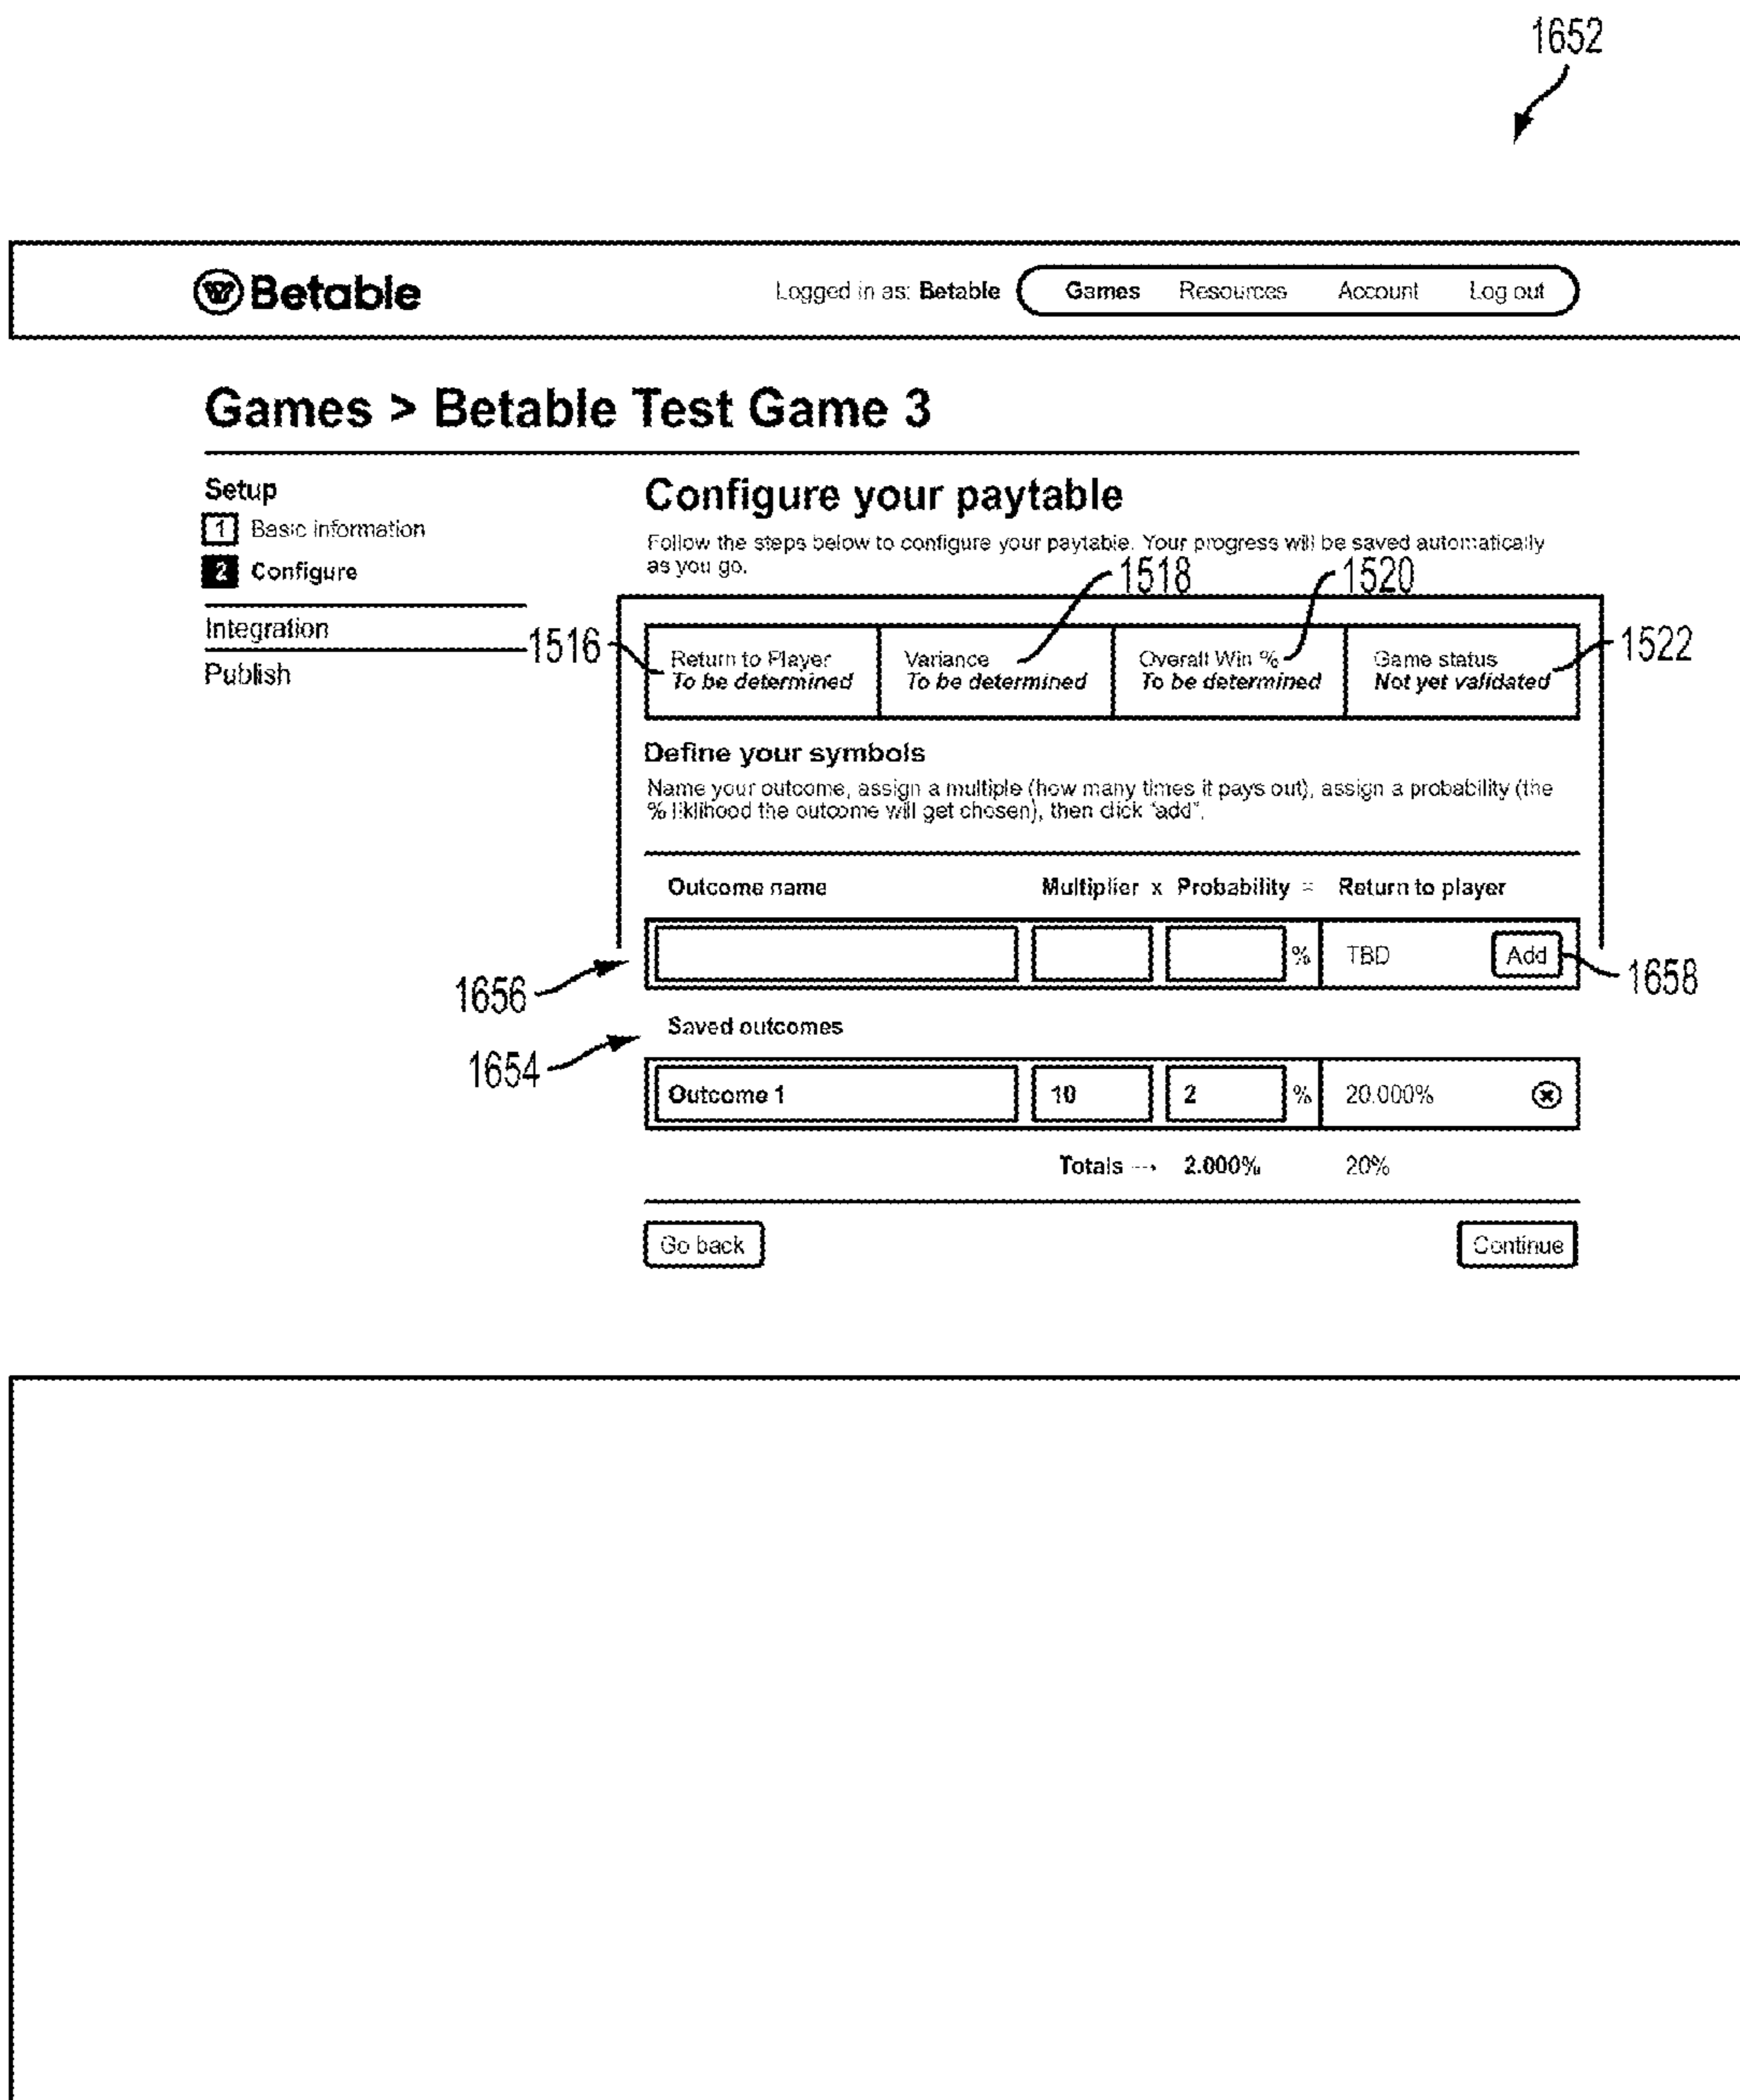 1652
Betable
Logged in as: Betable Games Resources Account Log out
Games > Betable Test Game 3
Setup
1 Basic information
2 Configure
Integration
Publish
Configure your paytable
Follow the steps below to configure your paytable. Your progress will be saved automatically
as you go.
1518 1520
1516
Return to Player Variance Overall Win % Game status
To be determined To be determined To be determined Not yet validated
1522
Define your symbols
Name your outcome, assign a multiple (how many times it pays out), assign a probability (the
% liklihood the outcome will get chosen), then click "add".
Outcome name Multiplier x Probability = Return to player
% TBD Add
1656
1658
Saved outcomes
1654
Outcome 1 10 2 % 20.000%
Totals → 2.000% 20%
Go back Continue